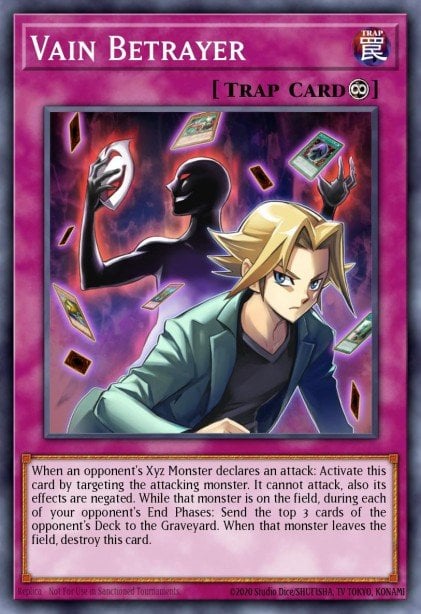 VAIN BETRAYER
TRAP
罠
[TRAP CARD∞]
When an opponent's Xyz Monster declares an attack: Activate this
card by targeting the attacking monster. It cannot attack, also its
effects are negated. While that monster is on the field, during each
of your opponent's End Phases: Send the top 3 cards of the
opponent's Deck to the Graveyard. When that monster leaves the
field, destroy this card.
Replica - Not For Use in Sanctioned Tournaments
©2020 Studio Dice/SHUEISHA, TV TOKYO, KONAMI